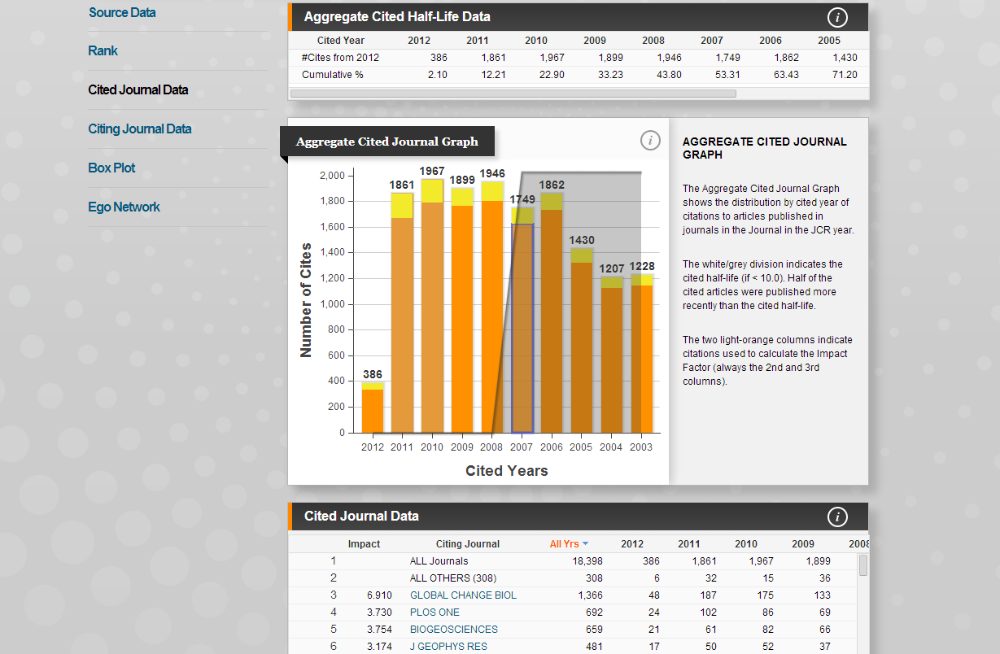 Source Data
Rank
Cited Journal Data
Citing Journal Data
Box Plot
Ego Network
Aggregate Cited Half-Life Data
i
Cited Year 2012 2011 2010 2009 2008 2007 2006 2005
#Cites from 2012 386 1,861 1,967 1,899 1,946 1,749 1,862 1,430
Cumulative % 2.10 12.21 22.90 33.23 43.80 53.31 63.43 71.20
Aggregate Cited Journal Graph
i
Number of Cites
2,000
1,800
1,600
1,400
1,200
1,000
800
600
400
200
0
386 1861 1967 1899 1946 1749 1862 1430 1207 1228
2012 2011 2010 2009 2008 2007 2006 2005 2004 2003
Cited Years
AGGREGATE CITED JOURNAL
GRAPH
The Aggregate Cited Journal Graph
shows the distribution by cited year of
citations to articles published in
journals in the Journal in the JCR year.
The white/grey division indicates the
cited half-life (if < 10.0). Half of the
cited articles were published more
recently than the cited half-life.
The two light-orange columns indicate
citations used to calculate the Impact
Factor (always the 2nd and 3rd
columns).
Cited Journal Data
i
Impact Citing Journal All Yrs 2012 2011 2010 2009 2008
1 ALL Journals 18,398 386 1,861 1,967 1,899
2 ALL OTHERS (308) 308 6 32 15 36
3 6.910 GLOBAL CHANGE BIOL 1,366 48 187 175 133
4 3.730 PLOS ONE 692 24 102 86 69
5 3.754 BIOGEOSCIENCES 659 21 61 82 66
6 3.174 J GEOPHYS RES 481 17 50 52 37